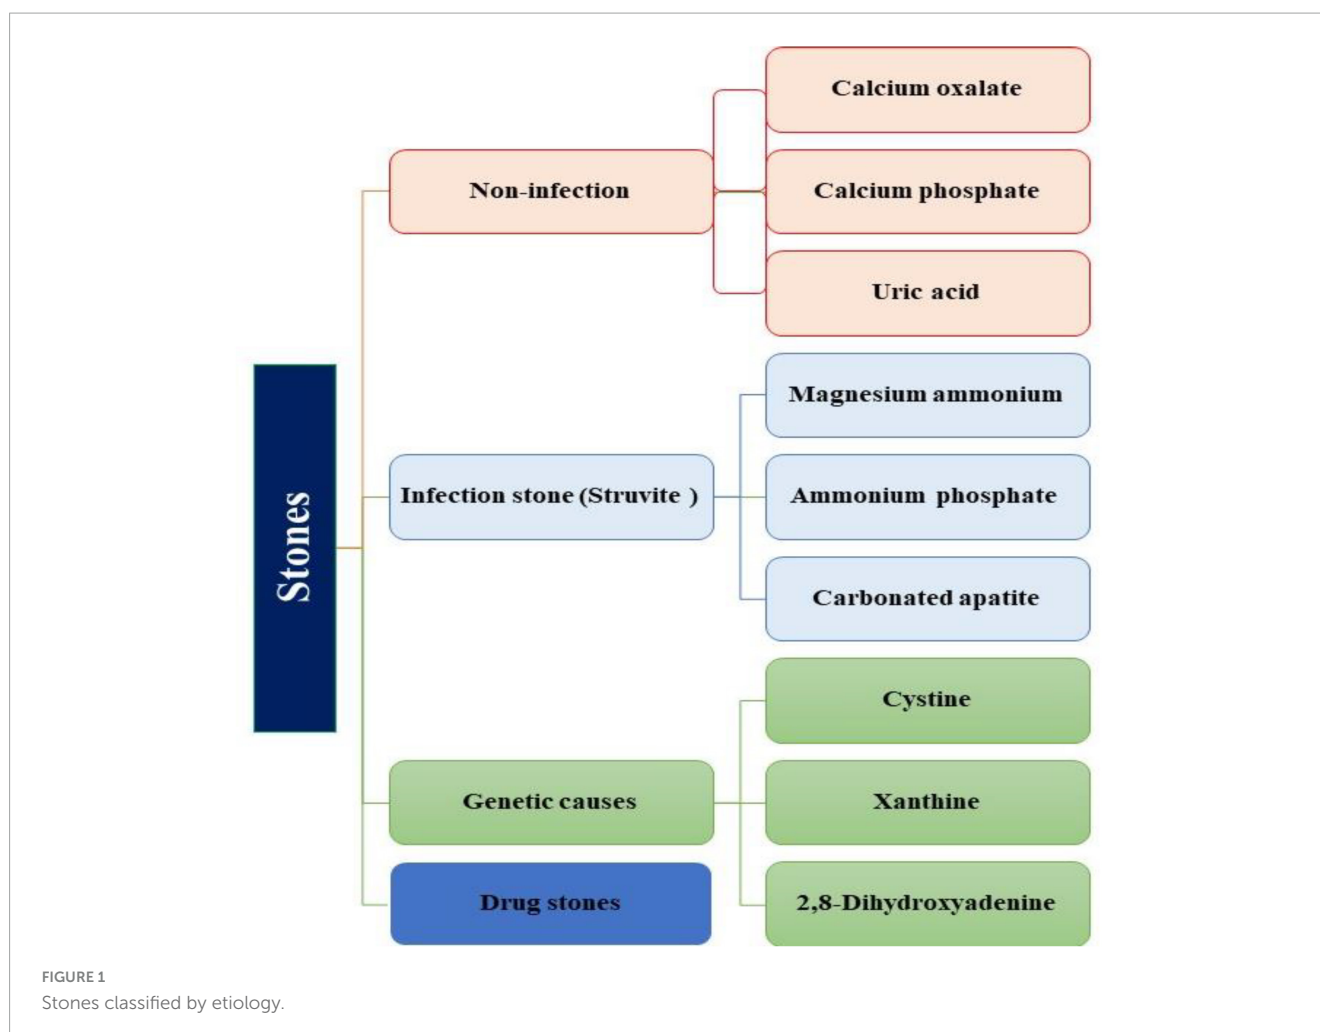 Stones
Non-infection
Calcium oxalate
Calcium phosphate
Uric acid
Infection stone (Struvite )
Magnesium ammonium
Ammonium phosphate
Carbonated apatite
Genetic causes
Cystine
Xanthine
2,8-Dihydroxyadenine
Drug stones
FIGURE 1
Stones classified by etiology.